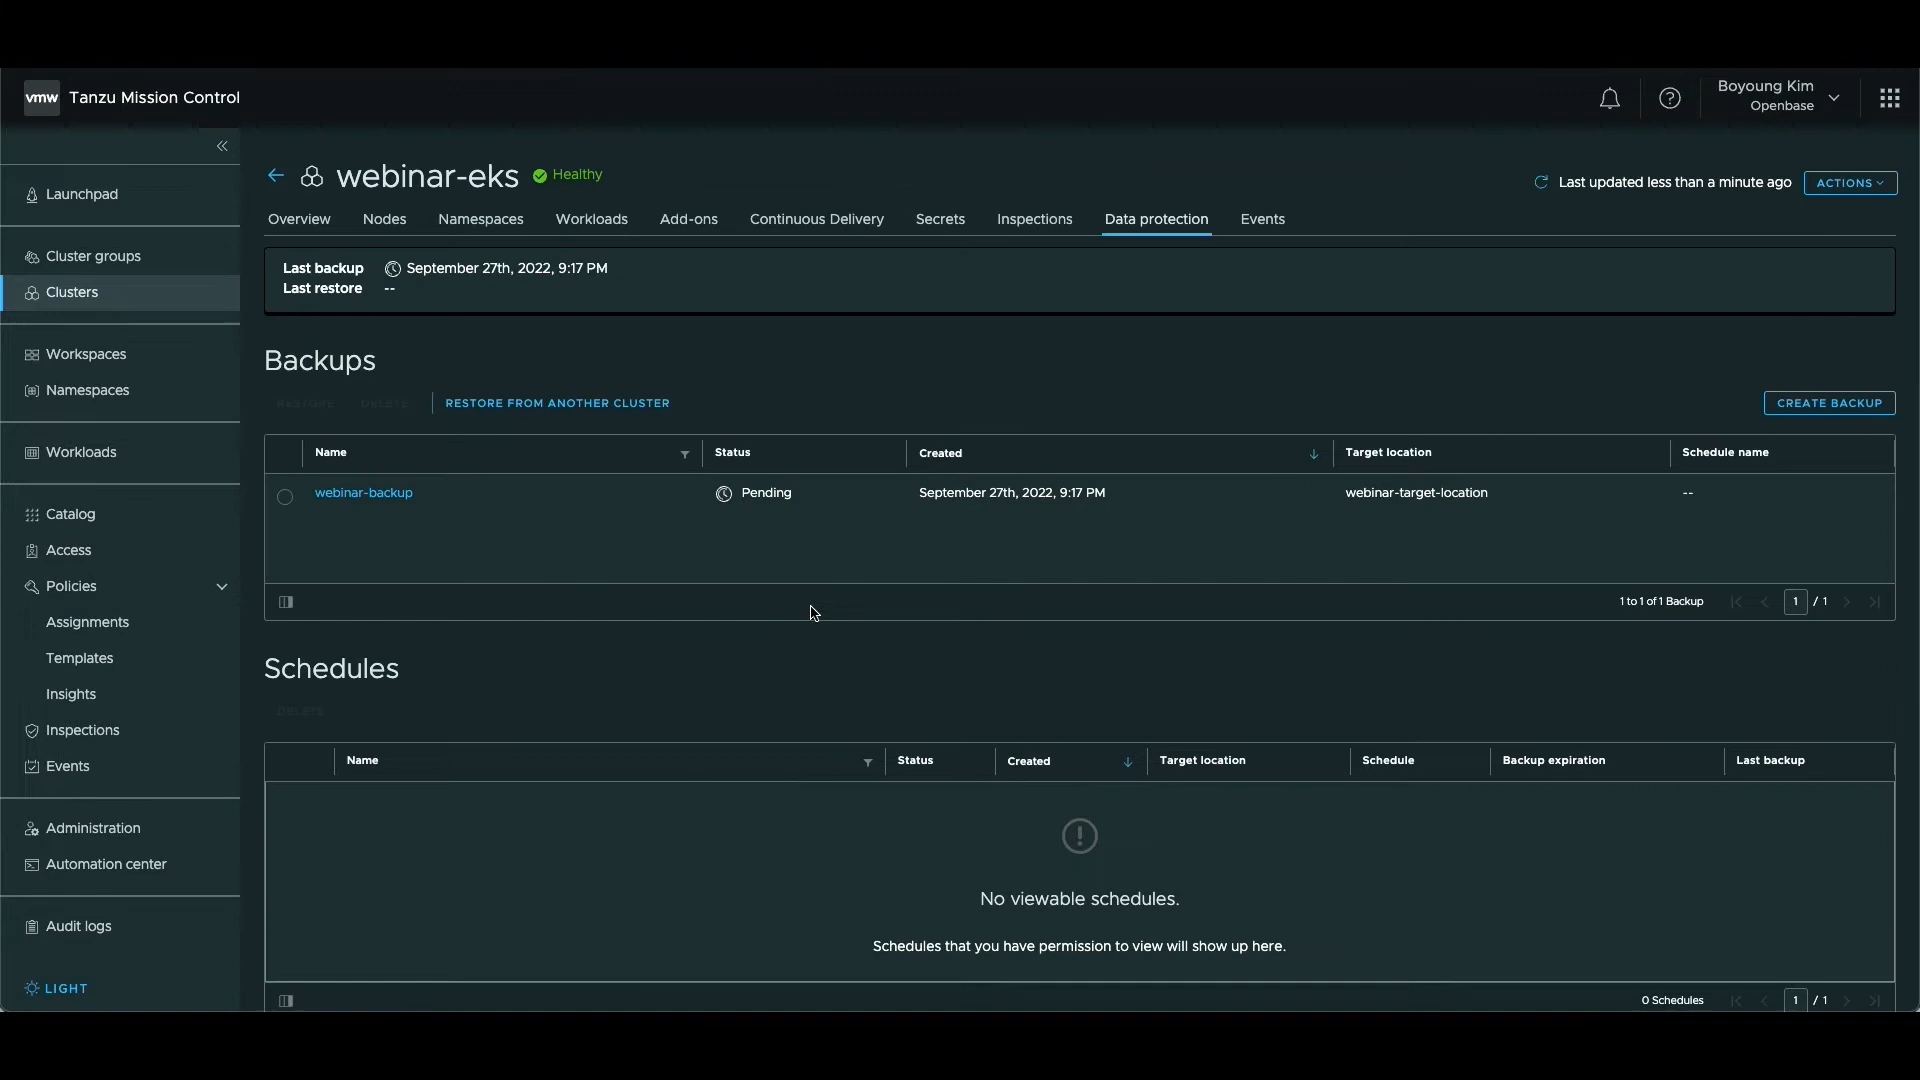 vmw Tanzu Mission Control
Boyoung Kim
Openbase
Launchpad
Cluster groups
Clusters
Workspaces
Namespaces
Workloads
Catalog
Access
Policies
Assignments
Templates
Insights
Inspections
Events
Administration
Automation center
Audit logs
LIGHT
webinar-eks Healthy
Last updated less than a minute ago ACTIONS
Overview Nodes Namespaces Workloads Add-ons Continuous Delivery Secrets Inspections Data protection Events
Last backup September 27th, 2022, 9:17 PM
Last restore --
Backups
RESTORE DELETE RESTORE FROM ANOTHER CLUSTER CREATE BACKUP
Name Status Created Target location Schedule name
webinar-backup Pending September 27th, 2022, 9:17 PM webinar-target-location --
1 to 1 of 1 Backup 1 / 1
Schedules
DELETE
Name Status Created Target location Schedule Backup expiration Last backup
No viewable schedules.
Schedules that you have permission to view will show up here.
0 Schedules 1 / 1